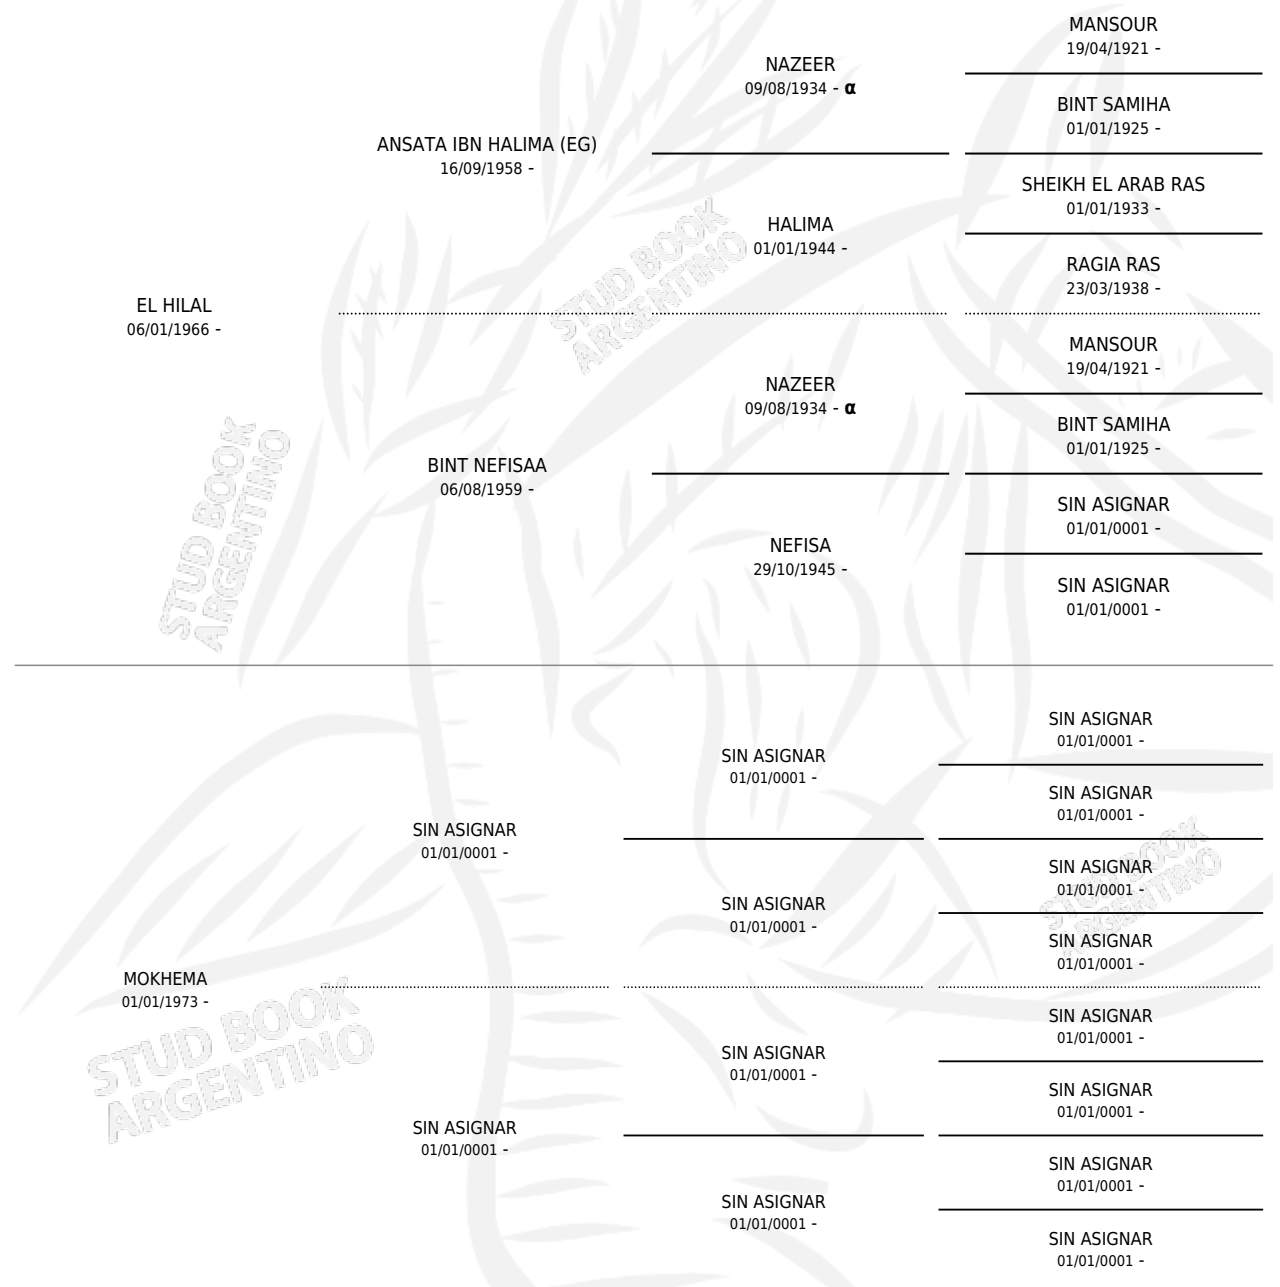 MANSOUR
19/04/1921 -
NAZEER
09/08/1934 - α
BINT SAMIHA
01/01/1925 -
ANSATA IBN HALIMA (EG)
16/09/1958 -
SHEIKH EL ARAB RAS
01/01/1933 -
HALIMA
01/01/1944 -
RAGIA RAS
23/03/1938 -
EL HILAL
06/01/1966 -
MANSOUR
19/04/1921 -
NAZEER
09/08/1934 - α
BINT SAMIHA
01/01/1925 -
BINT NEFISAA
06/08/1959 -
SIN ASIGNAR
01/01/0001 -
NEFISA
29/10/1945 -
SIN ASIGNAR
01/01/0001 -
STUD BOOK
ARGENTINO
STUD BOOK
ARGENTINO
SIN ASIGNAR
01/01/0001 -
SIN ASIGNAR
01/01/0001 -
SIN ASIGNAR
01/01/0001 -
SIN ASIGNAR
01/01/0001 -
SIN ASIGNAR
01/01/0001 -
SIN ASIGNAR
01/01/0001 -
SIN ASIGNAR
01/01/0001 -
MOKHEMA
01/01/1973 -
SIN ASIGNAR
01/01/0001 -
SIN ASIGNAR
01/01/0001 -
SIN ASIGNAR
01/01/0001 -
SIN ASIGNAR
01/01/0001 -
SIN ASIGNAR
01/01/0001 -
SIN ASIGNAR
01/01/0001 -
SIN ASIGNAR
01/01/0001 -
STUD BOOK
ARGENTINO
STUD BOOK
ARGENTINO